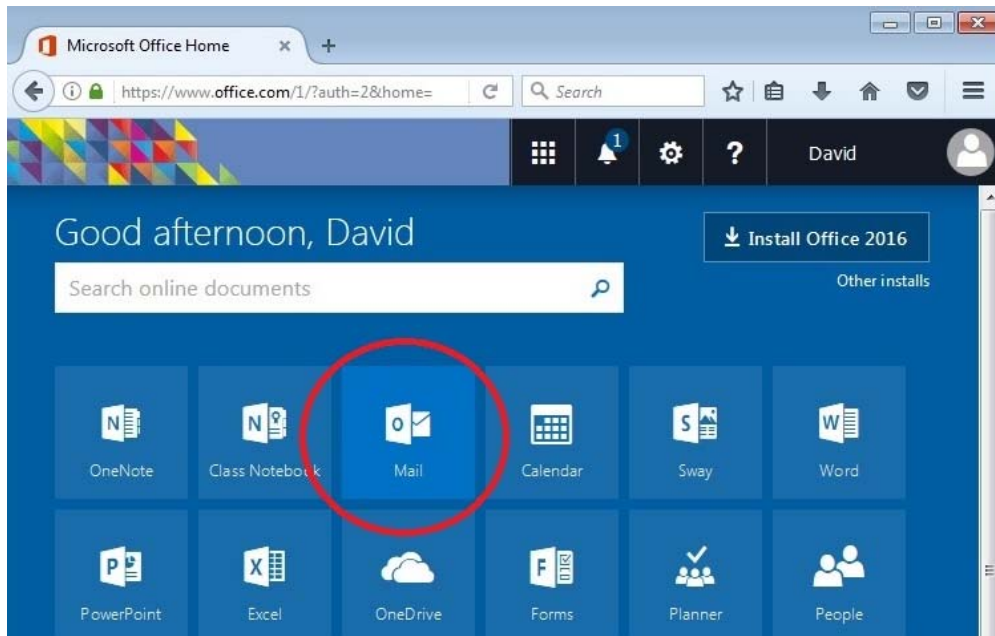 Microsoft Office Home
https://www.office.com/1/?auth=2&home=
Search
1
?
David
Good afternoon, David
Install Office 2016
Search online documents
Other installs
N
N
O
S
W
OneNote
Class Notebook
Mail
Calendar
Sway
Word
P
X
F
PowerPoint
Excel
OneDrive
Forms
Planner
People